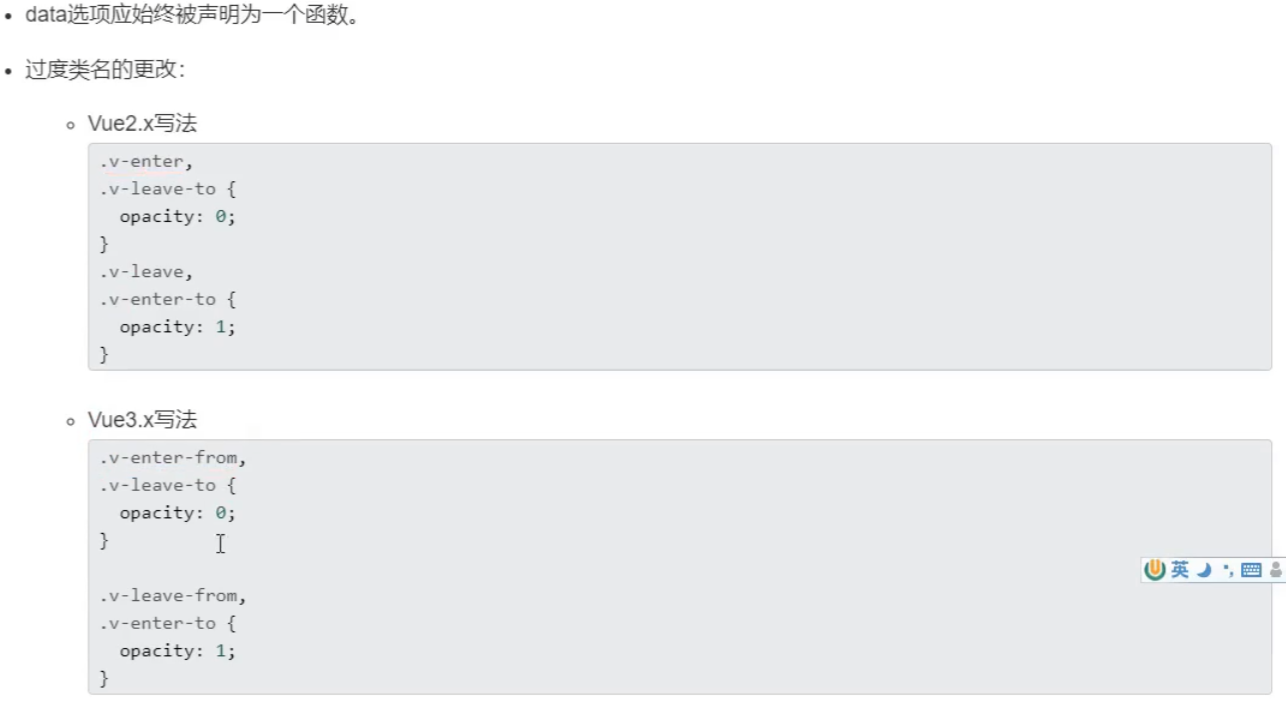 data选项应始终被声明为一个函数。
过度类名的更改：
Vue2.x写法
.v-enter,
.v-leave-to {
  opacity: 0;
}
.v-leave,
.v-enter-to {
  opacity: 1;
}
Vue3.x写法
.v-enter-from,
.v-leave-to {
  opacity: 0;
}
.v-leave-from,
.v-enter-to {
  opacity: 1;
}
英